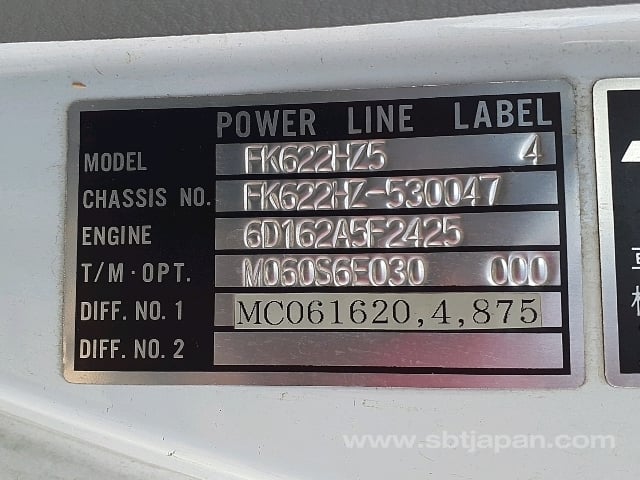 POWER LINE LABEL
MODEL FK622HZ5 4
CHASSIS NO. FK622HZ-530047
ENGINE 6D162A5F2425
T/M·OPT. M060S6E030 000
DIFF. NO. 1 MC061620,4,875
DIFF. NO. 2
www.sbtjapan.com